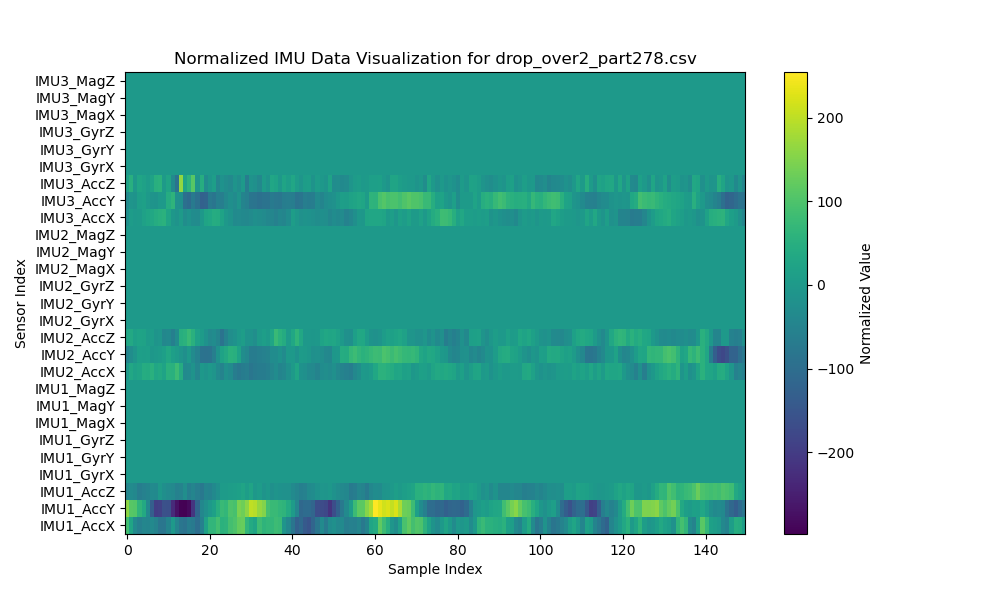 Normalized IMU Data Visualization for drop_over2_part278.csv
Sensor Index
IMU3_MagZ
IMU3_MagY
IMU3_MagX
IMU3_GyrZ
IMU3_GyrY
IMU3_GyrX
IMU3_AccZ
IMU3_AccY
IMU3_AccX
IMU2_MagZ
IMU2_MagY
IMU2_MagX
IMU2_GyrZ
IMU2_GyrY
IMU2_GyrX
IMU2_AccZ
IMU2_AccY
IMU2_AccX
IMU1_MagZ
IMU1_MagY
IMU1_MagX
IMU1_GyrZ
IMU1_GyrY
IMU1_GyrX
IMU1_AccZ
IMU1_AccY
IMU1_AccX
0 20 40 60 80 100 120 140
Sample Index
200
100
0
−100
−200
Normalized Value